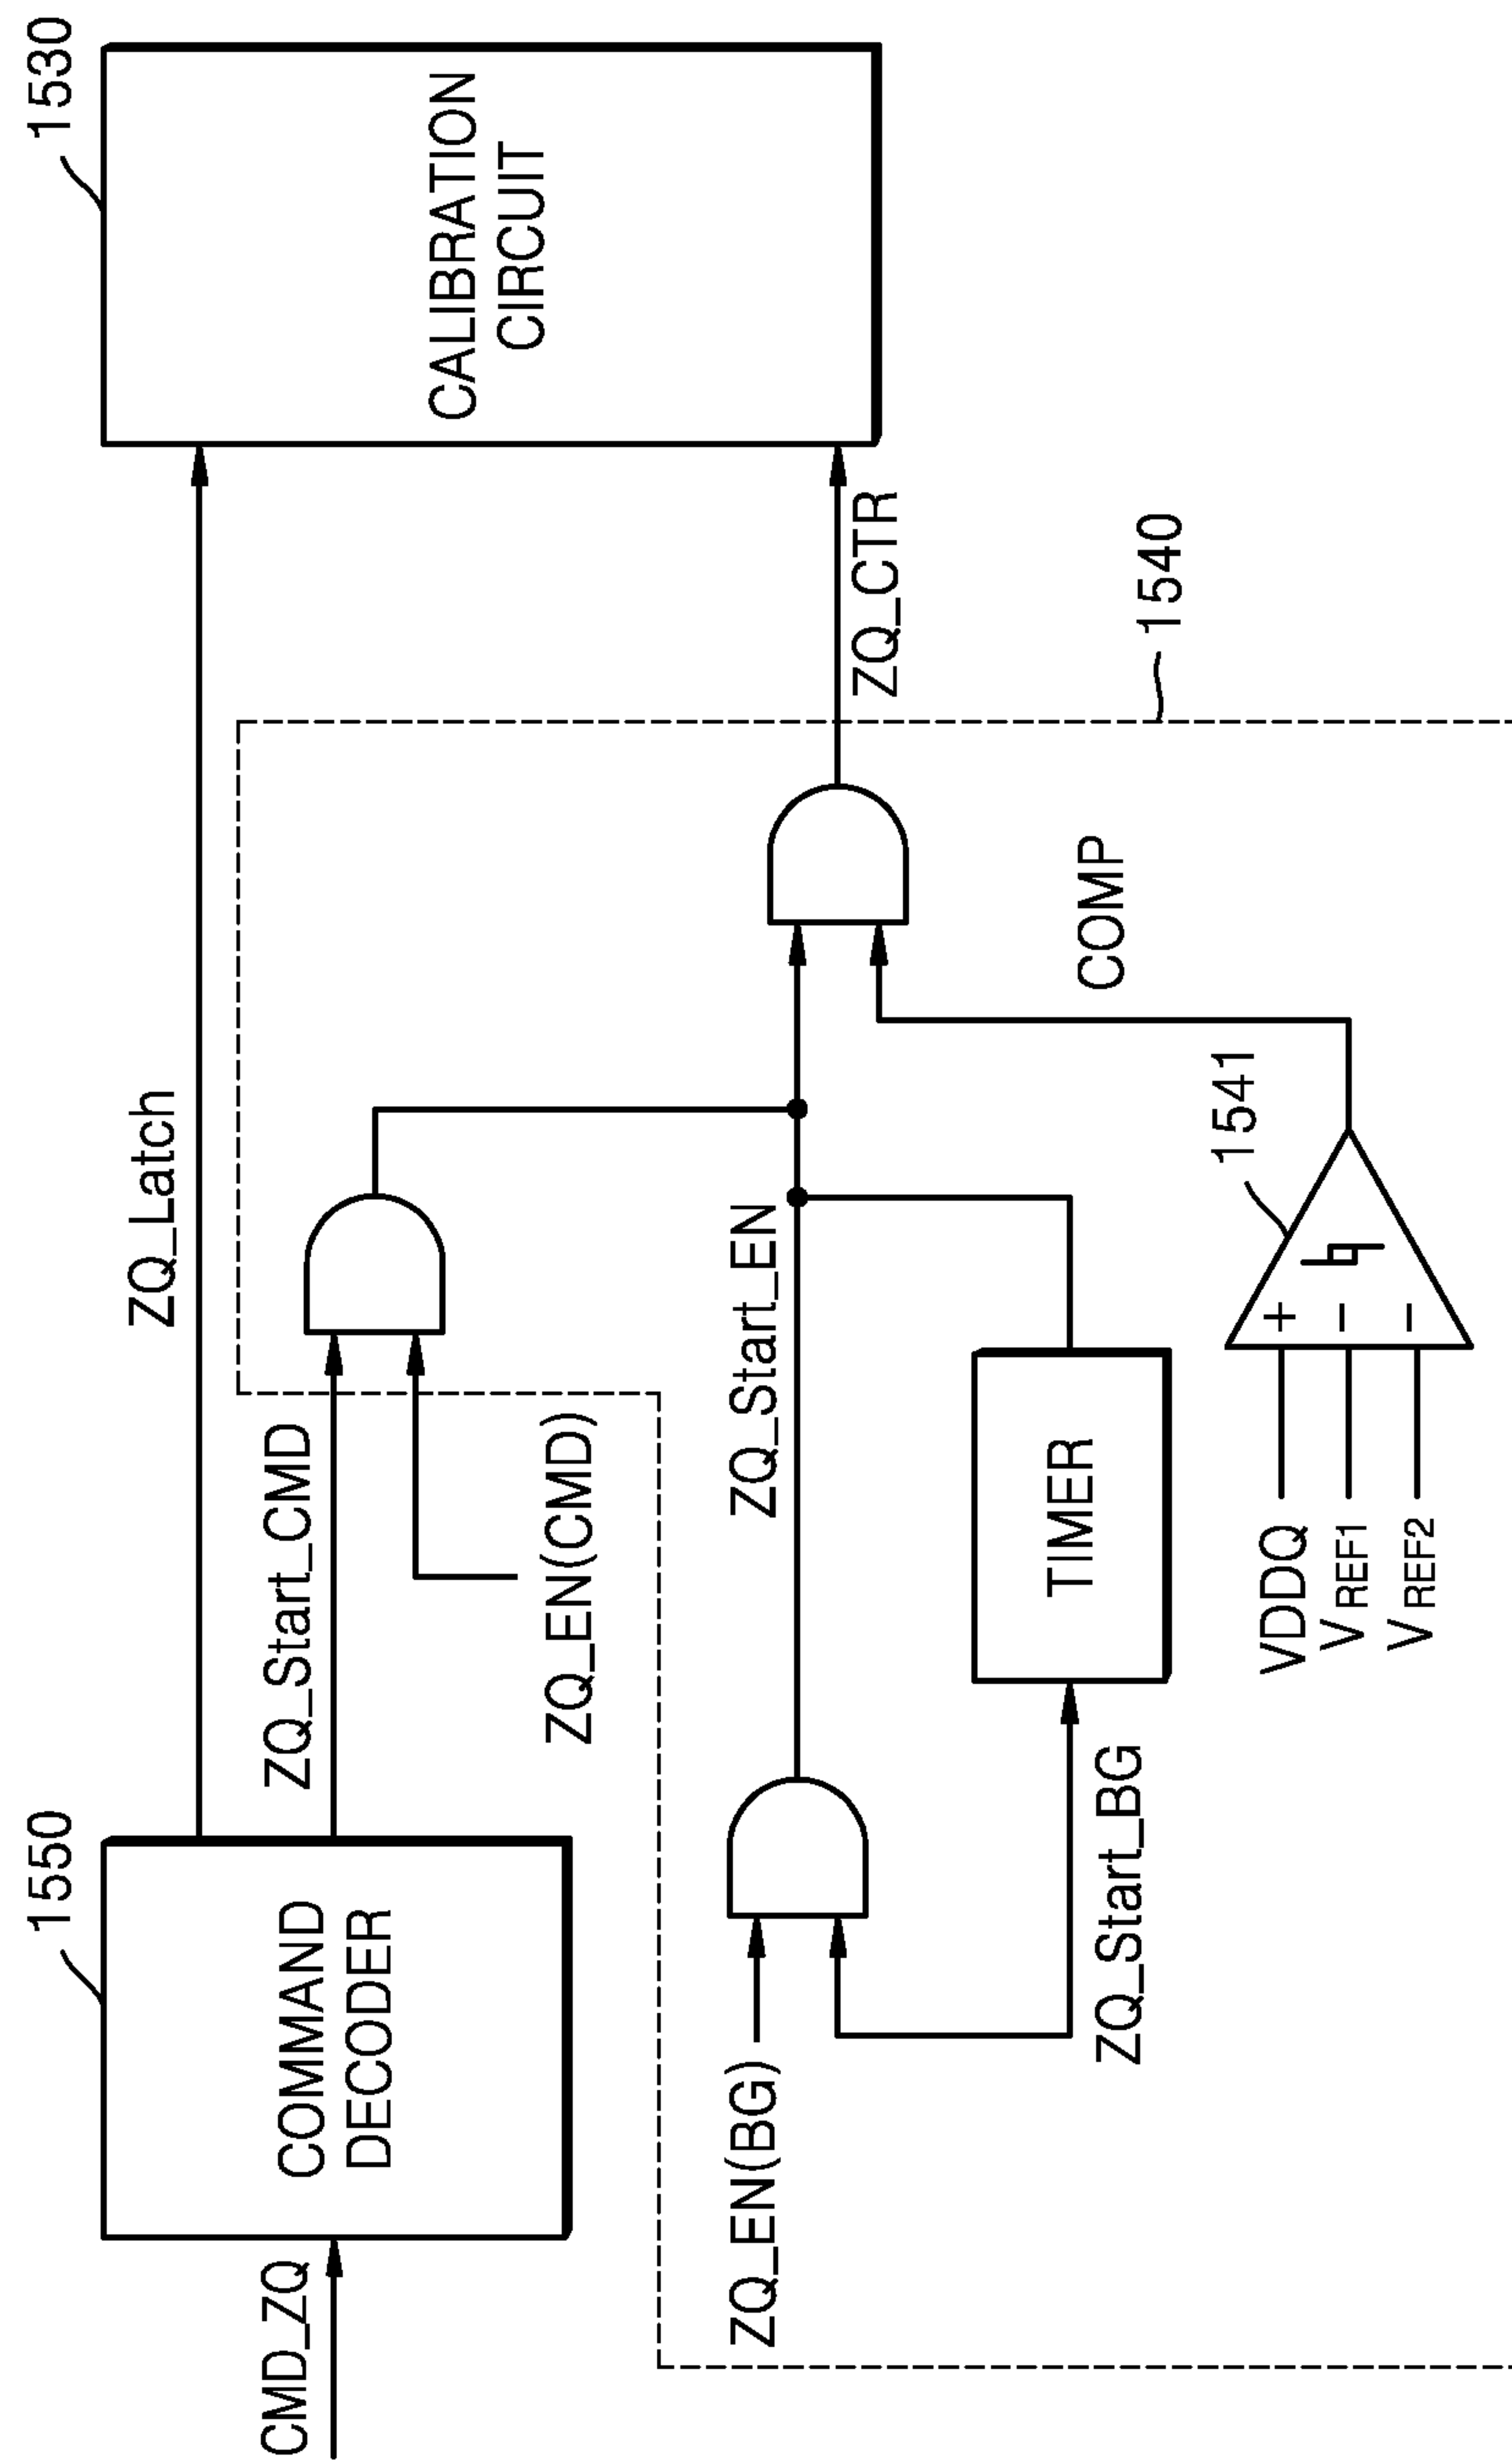 1550
1530
CMD_ZQ
COMMAND
DECODER
ZQ_Latch
ZQ_Start_CMD
ZQ_EN(CMD)
CALIBRATION
CIRCUIT
ZQ_EN(BG)
ZQ_Start_EN
ZQ_CTR
TIMER
ZQ_Start_BG
COMP
1540
1541
+
−
−
VDDQ
VREF1
VREF2